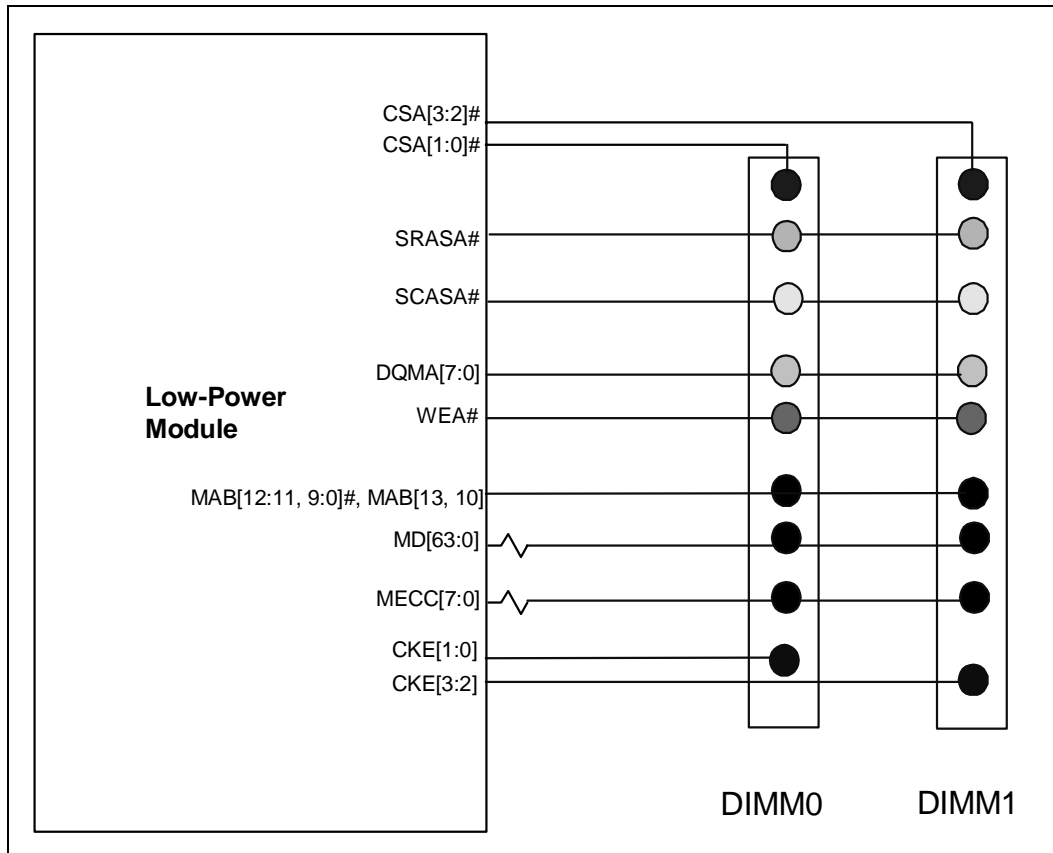 CSA[3:2]#
CSA[1:0]#
SRASA#
SCASA#
DQMA[7:0]
WEA#
Low-Power
Module
MAB[12:11, 9:0]#, MAB[13, 10]
MD[63:0]
MECC[7:0]
CKE[1:0]
CKE[3:2]
DIMM0
DIMM1